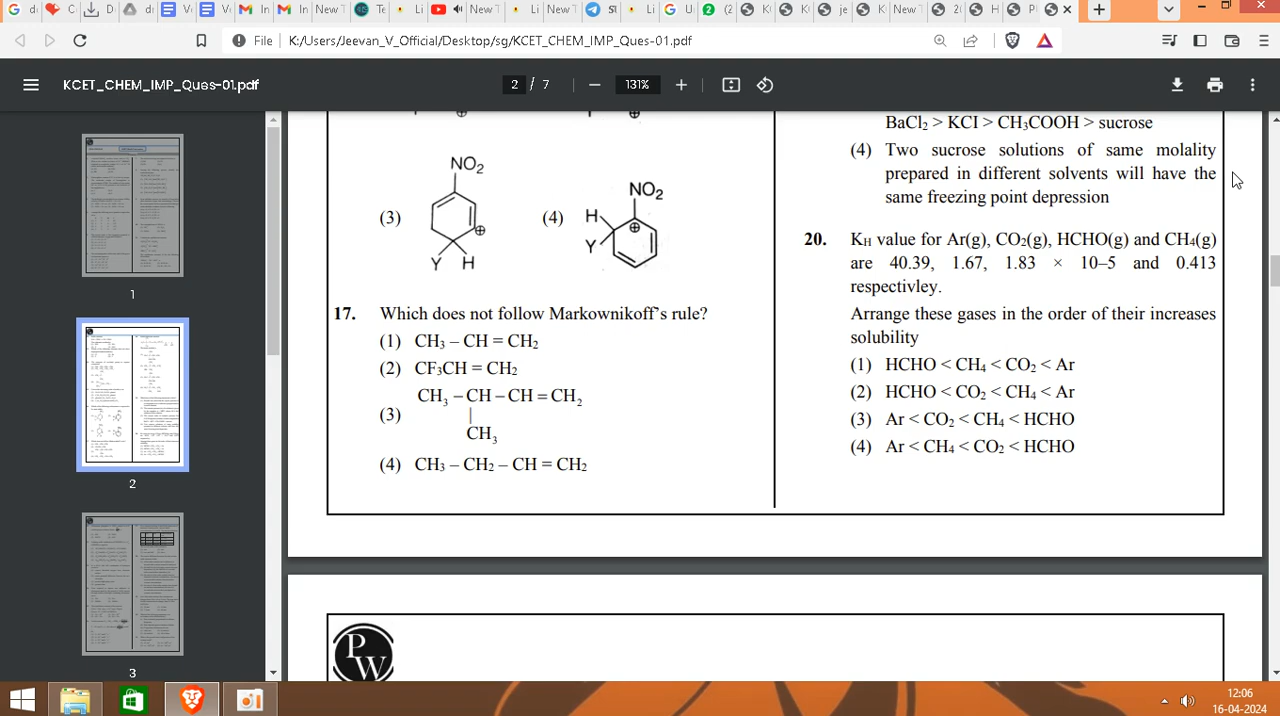 File
K:/Users/Jeevan_V_Official/Desktop/sg/KCET_CHEM_IMP_Ques-01.pdf
KCET_CHEM_IMP_Ques-01.pdf
2 / 7
131%
1
2
3
NO2
(3)
Y H
NO2
(4)
H
Y
17. Which does not follow Markownikoff's rule?
(1) CH3 – CH = CH2
(2) CF3CH = CH2
(3) CH3 – CH – CH = CH2
|
CH3
(4) CH3 – CH2 – CH = CH2
BaCl2 > KCI > CH3COOH > sucrose
(4) Two sucrose solutions of same molality
prepared in different solvents will have the
same freezing point depression
20. KH value for Ar(g), CO2(g), HCHO(g) and CH4(g)
are 40.39, 1.67, 1.83 × 10–5 and 0.413
respectivley.
Arrange these gases in the order of their increases
solubility
(1) HCHO < CH4 < CO2 < Ar
(2) HCHO < CO2 < CH4 < Ar
(3) Ar < CO2 < CH4 < HCHO
(4) Ar < CH4 < CO2 < HCHO
P
W
12:06
16-04-2024